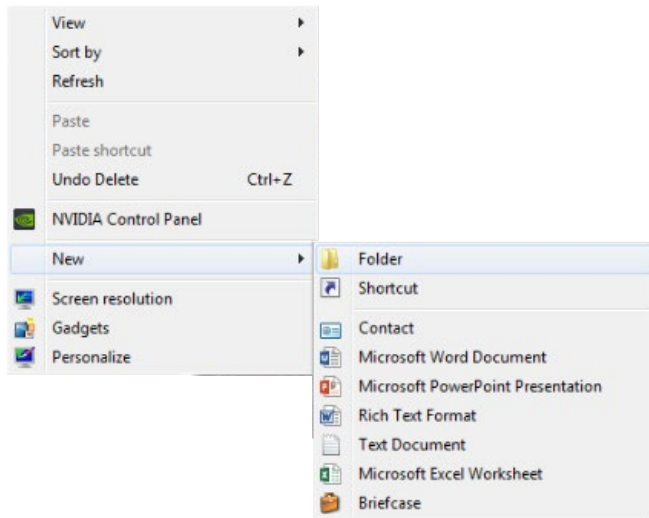 View
Sort by
Refresh
Paste
Paste shortcut
Undo Delete Ctrl+Z
NVIDIA Control Panel
New
Screen resolution
Gadgets
Personalize
Folder
Shortcut
Contact
Microsoft Word Document
Microsoft PowerPoint Presentation
Rich Text Format
Text Document
Microsoft Excel Worksheet
Briefcase